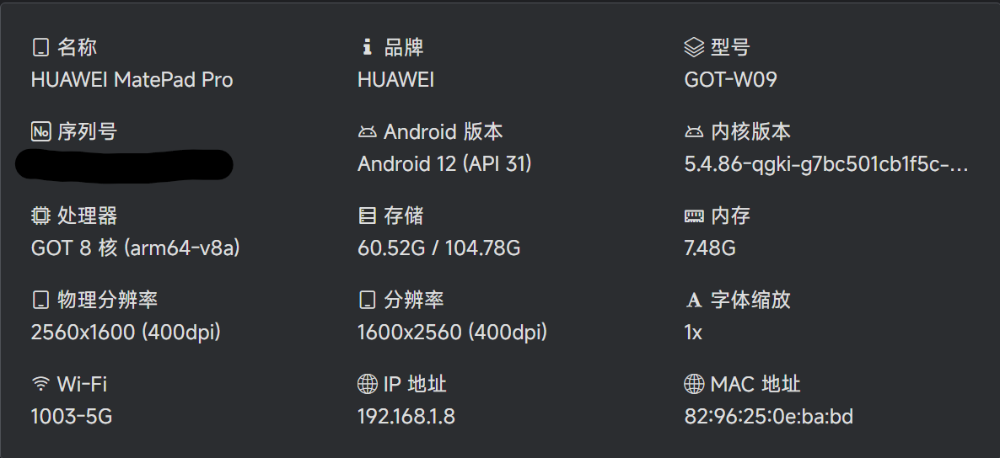 名称
HUAWEI MatePad Pro
品牌
HUAWEI
型号
GOT-W09
No 序列号
Android 版本
Android 12 (API 31)
内核版本
5.4.86-qgki-g7bc501cb1f5c-...
处理器
GOT 8 核 (arm64-v8a)
存储
60.52G / 104.78G
内存
7.48G
物理分辨率
2560x1600 (400dpi)
分辨率
1600x2560 (400dpi)
字体缩放
1x
Wi-Fi
1003-5G
IP 地址
192.168.1.8
MAC 地址
82:96:25:0e:ba:bd